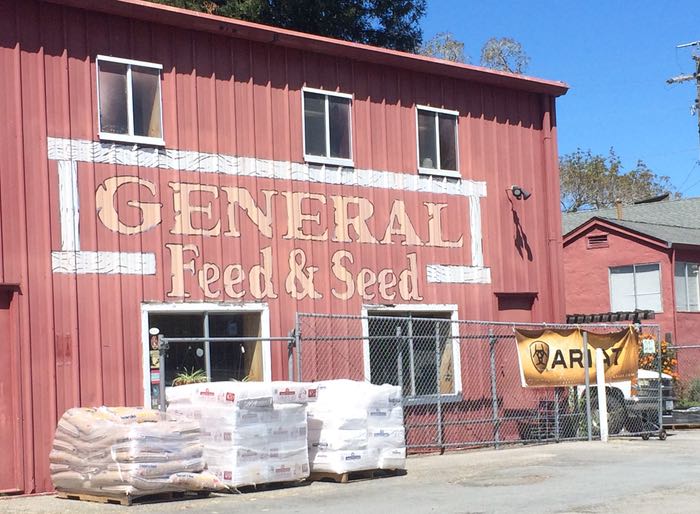 GENERAL
Feed & Seed
ARIAT